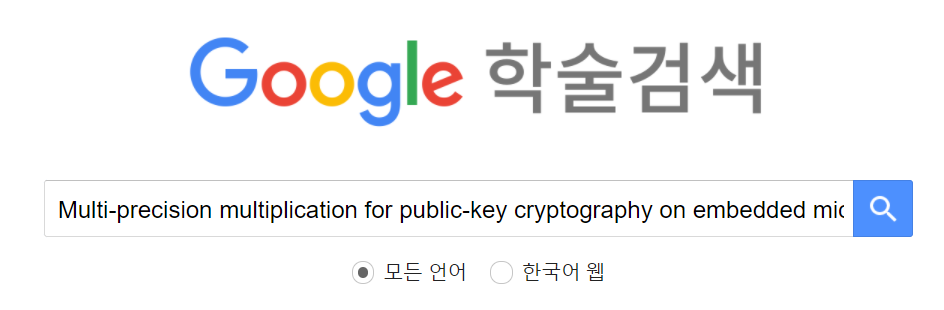 Google 학술검색
Multi-precision multiplication for public-key cryptography on embedded
모든 언어 한국어 웹